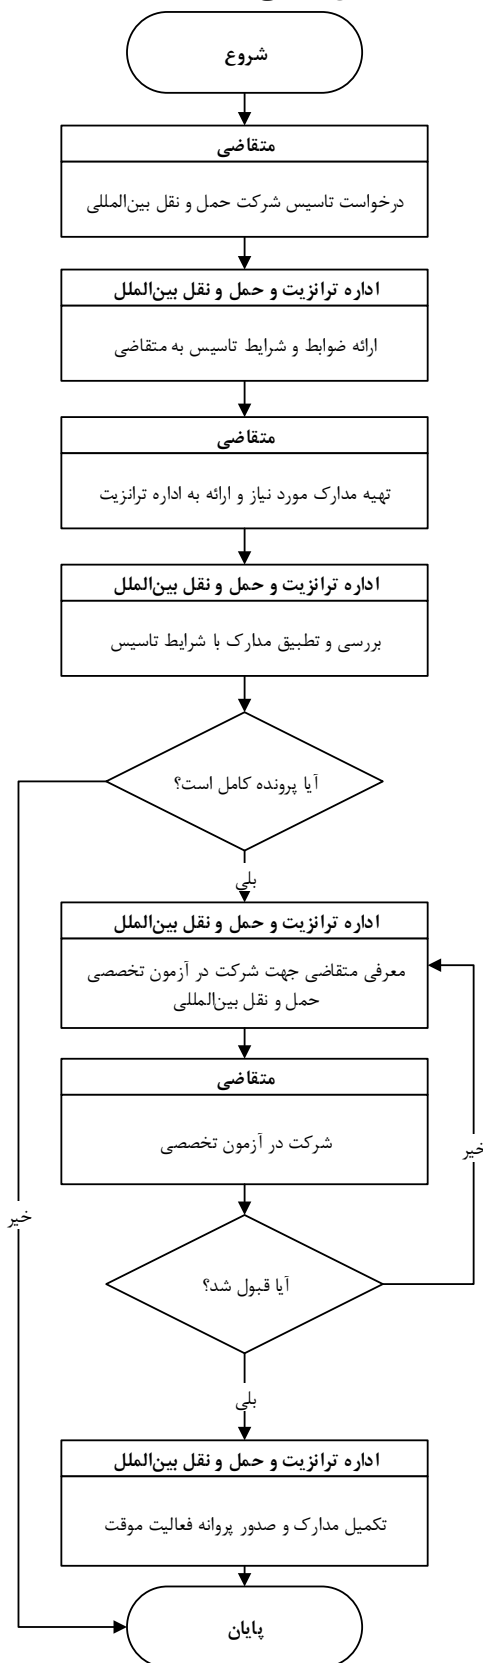 شروع
متقاضی
درخواست تاسیس شرکت حمل و نقل بین‌المللی
اداره ترانزیت و حمل و نقل بین‌الملل
ارائه ضوابط و شرایط تاسیس به متقاضی
متقاضی
تهیه مدارک مورد نیاز و ارائه به اداره ترانزیت
اداره ترانزیت و حمل و نقل بین‌الملل
بررسی و تطبیق مدارک با شرایط تاسیس
آیا پرونده کامل است؟
بلی
اداره ترانزیت و حمل و نقل بین‌الملل
معرفی متقاضی جهت شرکت در آزمون تخصصی
حمل و نقل بین‌المللی
متقاضی
شرکت در آزمون تخصصی
خیر
خیر
آیا قبول شد؟
بلی
اداره ترانزیت و حمل و نقل بین‌الملل
تکمیل مدارک و صدور پروانه فعالیت موقت
پایان